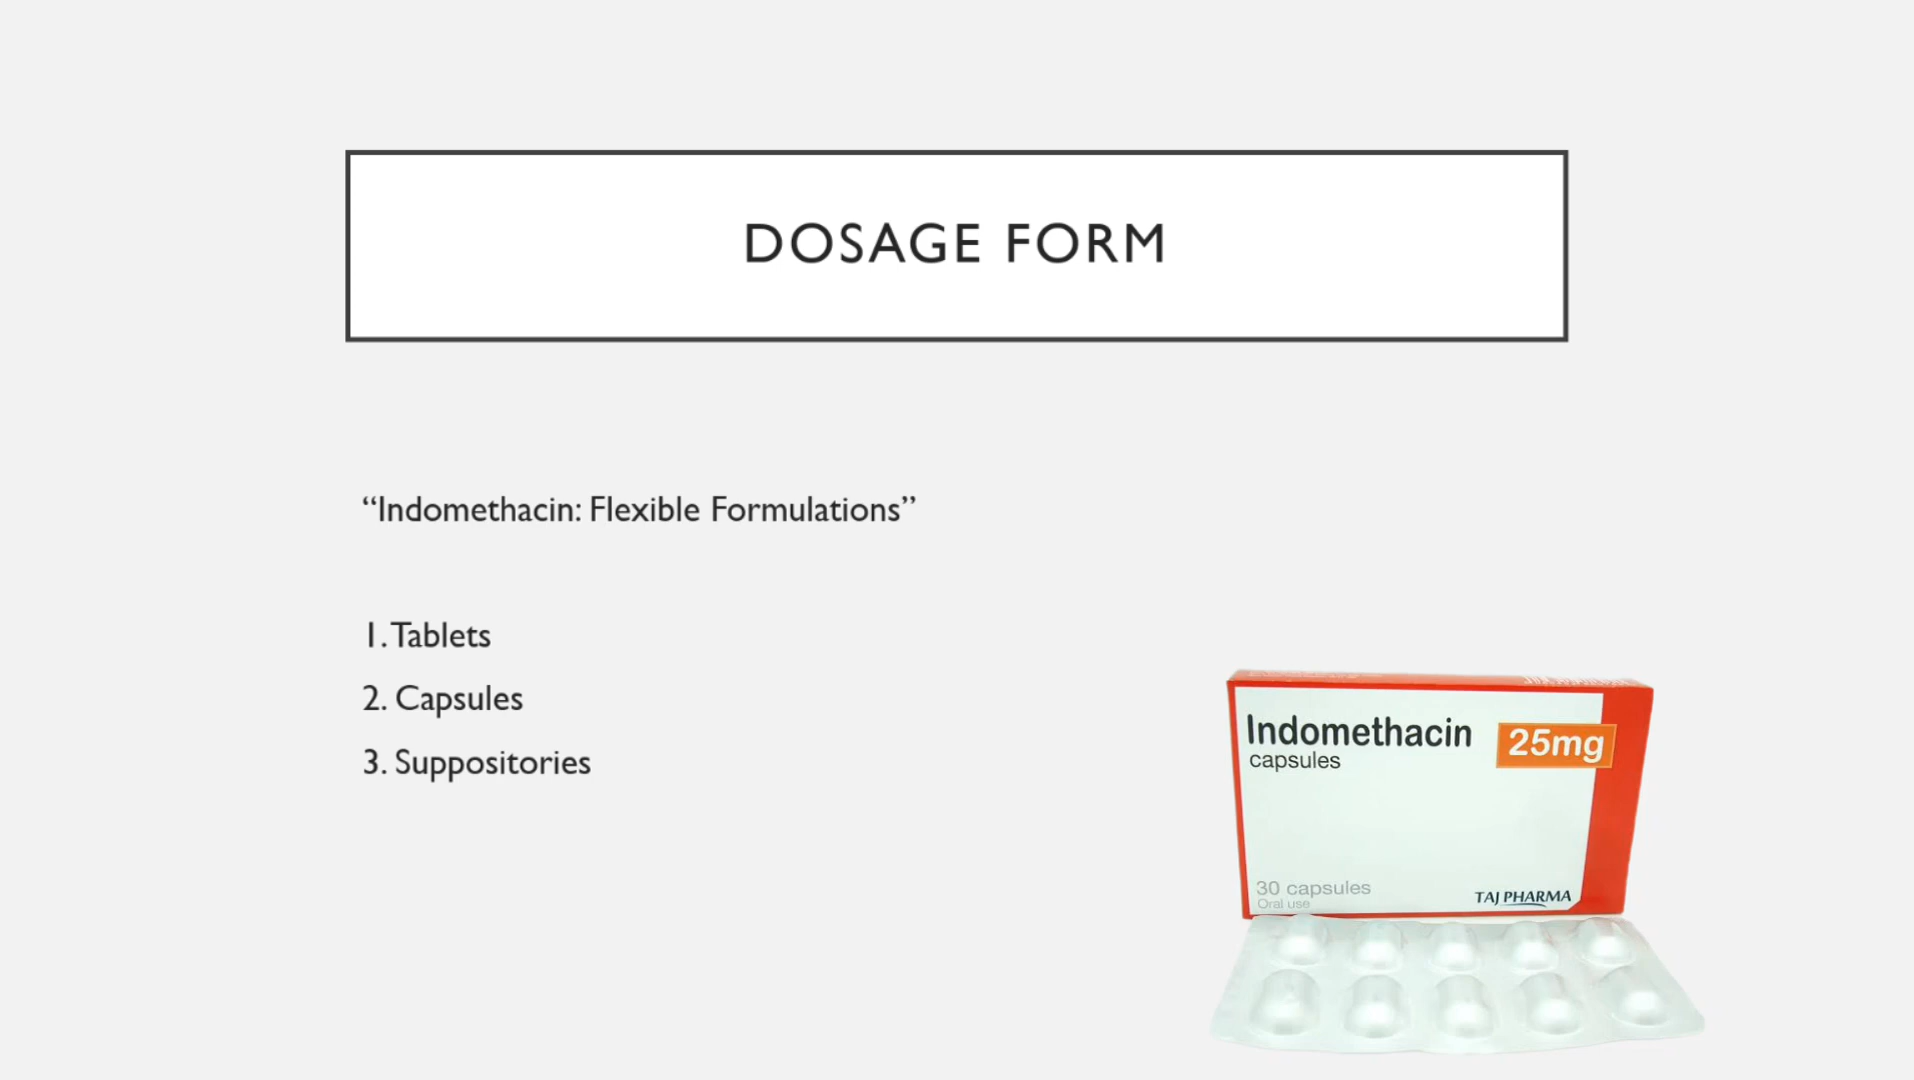 DOSAGE FORM
“Indomethacin: Flexible Formulations”
1. Tablets
2. Capsules
3. Suppositories
Indomethacin 25mg
capsules
30 capsules
Oral use
TAJ PHARMA